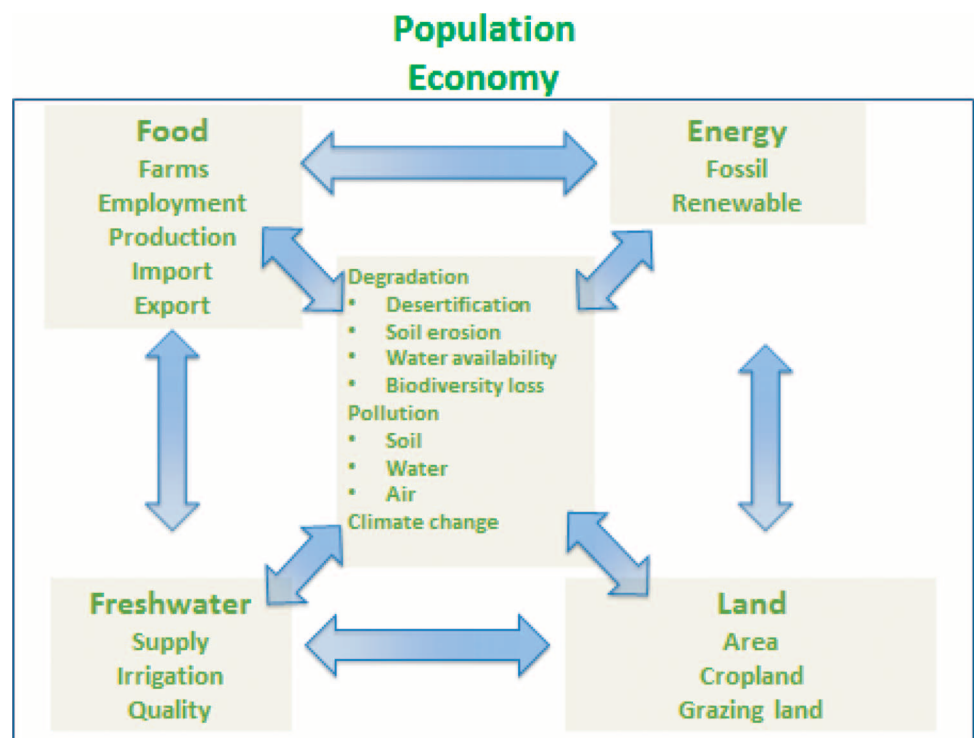 Population
Economy
Food
Farms
Employment
Production
Import
Export
Energy
Fossil
Renewable
Degradation
• Desertification
• Soil erosion
• Water availability
• Biodiversity loss
Pollution
• Soil
• Water
• Air
Climate change
Freshwater
Supply
Irrigation
Quality
Land
Area
Cropland
Grazing land